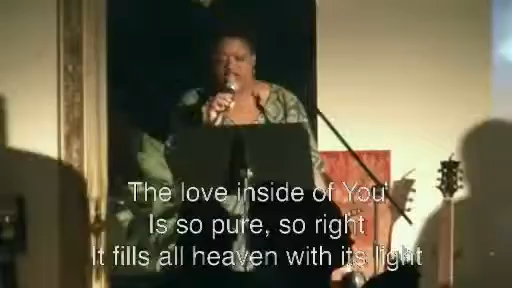 The love inside of You
Is so pure, so right
It fills all heaven with its light